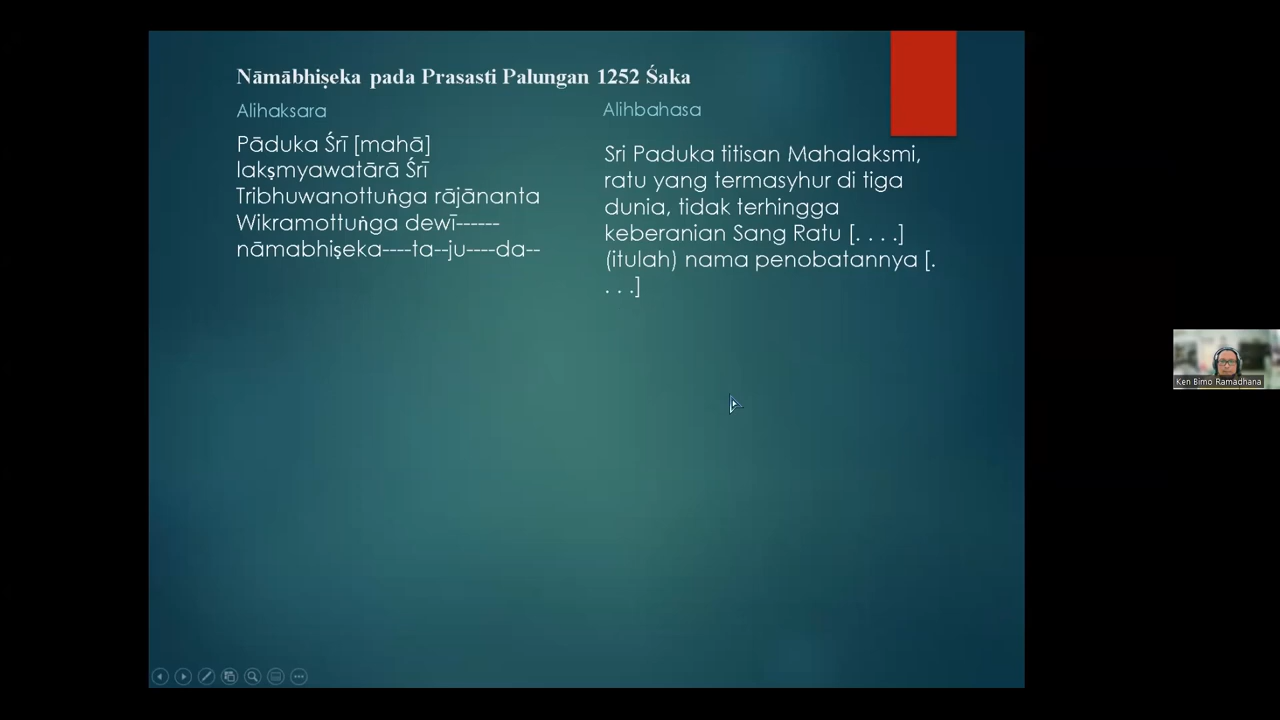 Nāmābhiṣeka pada Prasasti Palungan 1252 Śaka
Alihaksara
Pāduka Śrī [mahā]
lakṣmyawatārā Śrī
Tribhuwanottuṅga rājānanta
Wikramottuṅga dewī------
nāmabhiṣeka----ta--ju----da--
Alihbahasa
Sri Paduka titisan Mahalaksmi,
ratu yang termasyhur di tiga
dunia, tidak terhingga
keberanian Sang Ratu [. . . .]
(itulah) nama penobatannya [.
. . .]
Ken Bimo Ramadhana